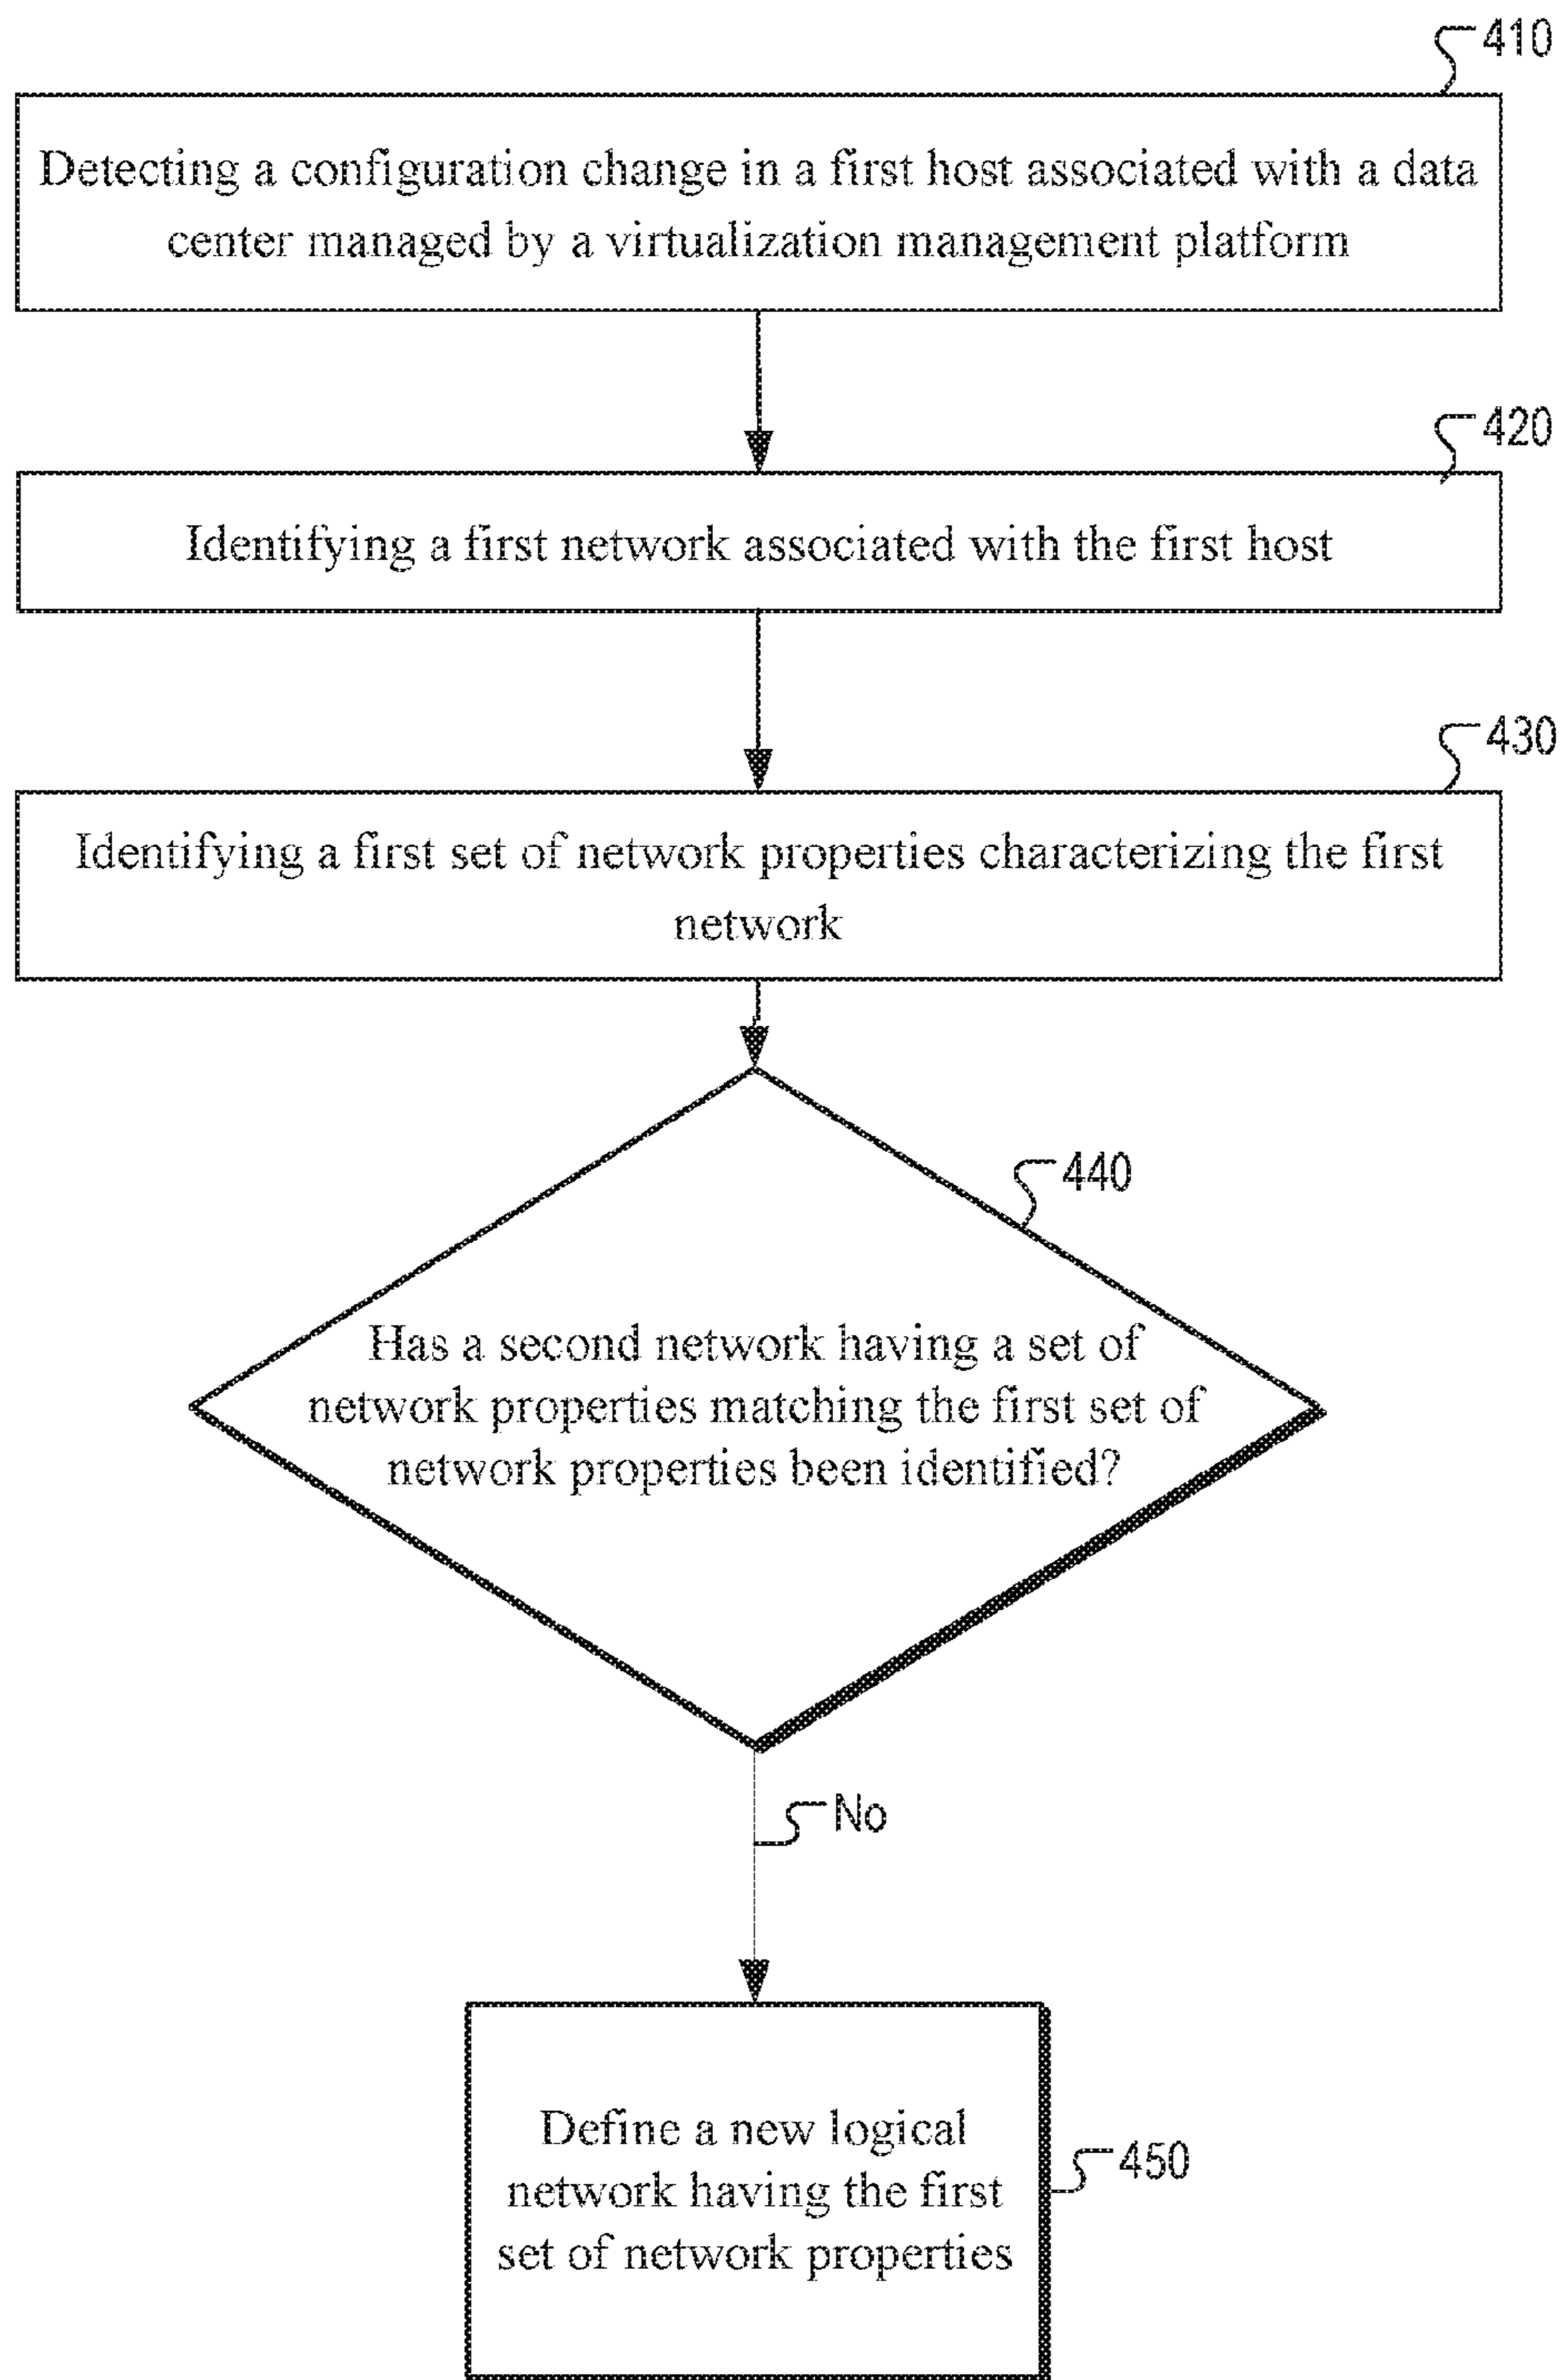 410
Detecting a configuration change in a first host associated with a data
center managed by a virtualization management platform
420
Identifying a first network associated with the first host
430
Identifying a first set of network properties characterizing the first
network
440
Has a second network having a set of
network properties matching the first set of
network properties been identified?
No
Define a new logical
network having the first
set of network properties
450